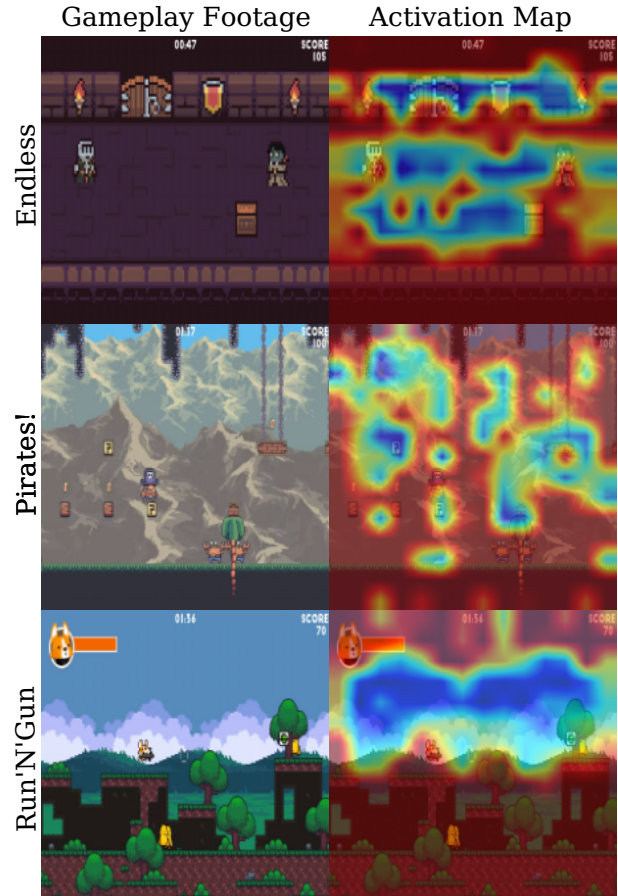 Gameplay Footage Activation Map
Endless
00:47 SCORE 105
00:47 SCORE 105
Pirates!
01:17 SCORE 100
01:17 SCORE 100
Run'N'Gun
01:36 SCORE 70
01:36 SCORE 70